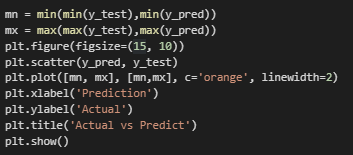 mn = min(min(y_test),min(y_pred))
mx = max(max(y_test),max(y_pred))
plt.figure(figsize=(15, 10))
plt.scatter(y_pred, y_test)
plt.plot([mn, mx], [mn,mx], c='orange', linewidth=2)
plt.xlabel('Prediction')
plt.ylabel('Actual')
plt.title('Actual vs Predict')
plt.show()